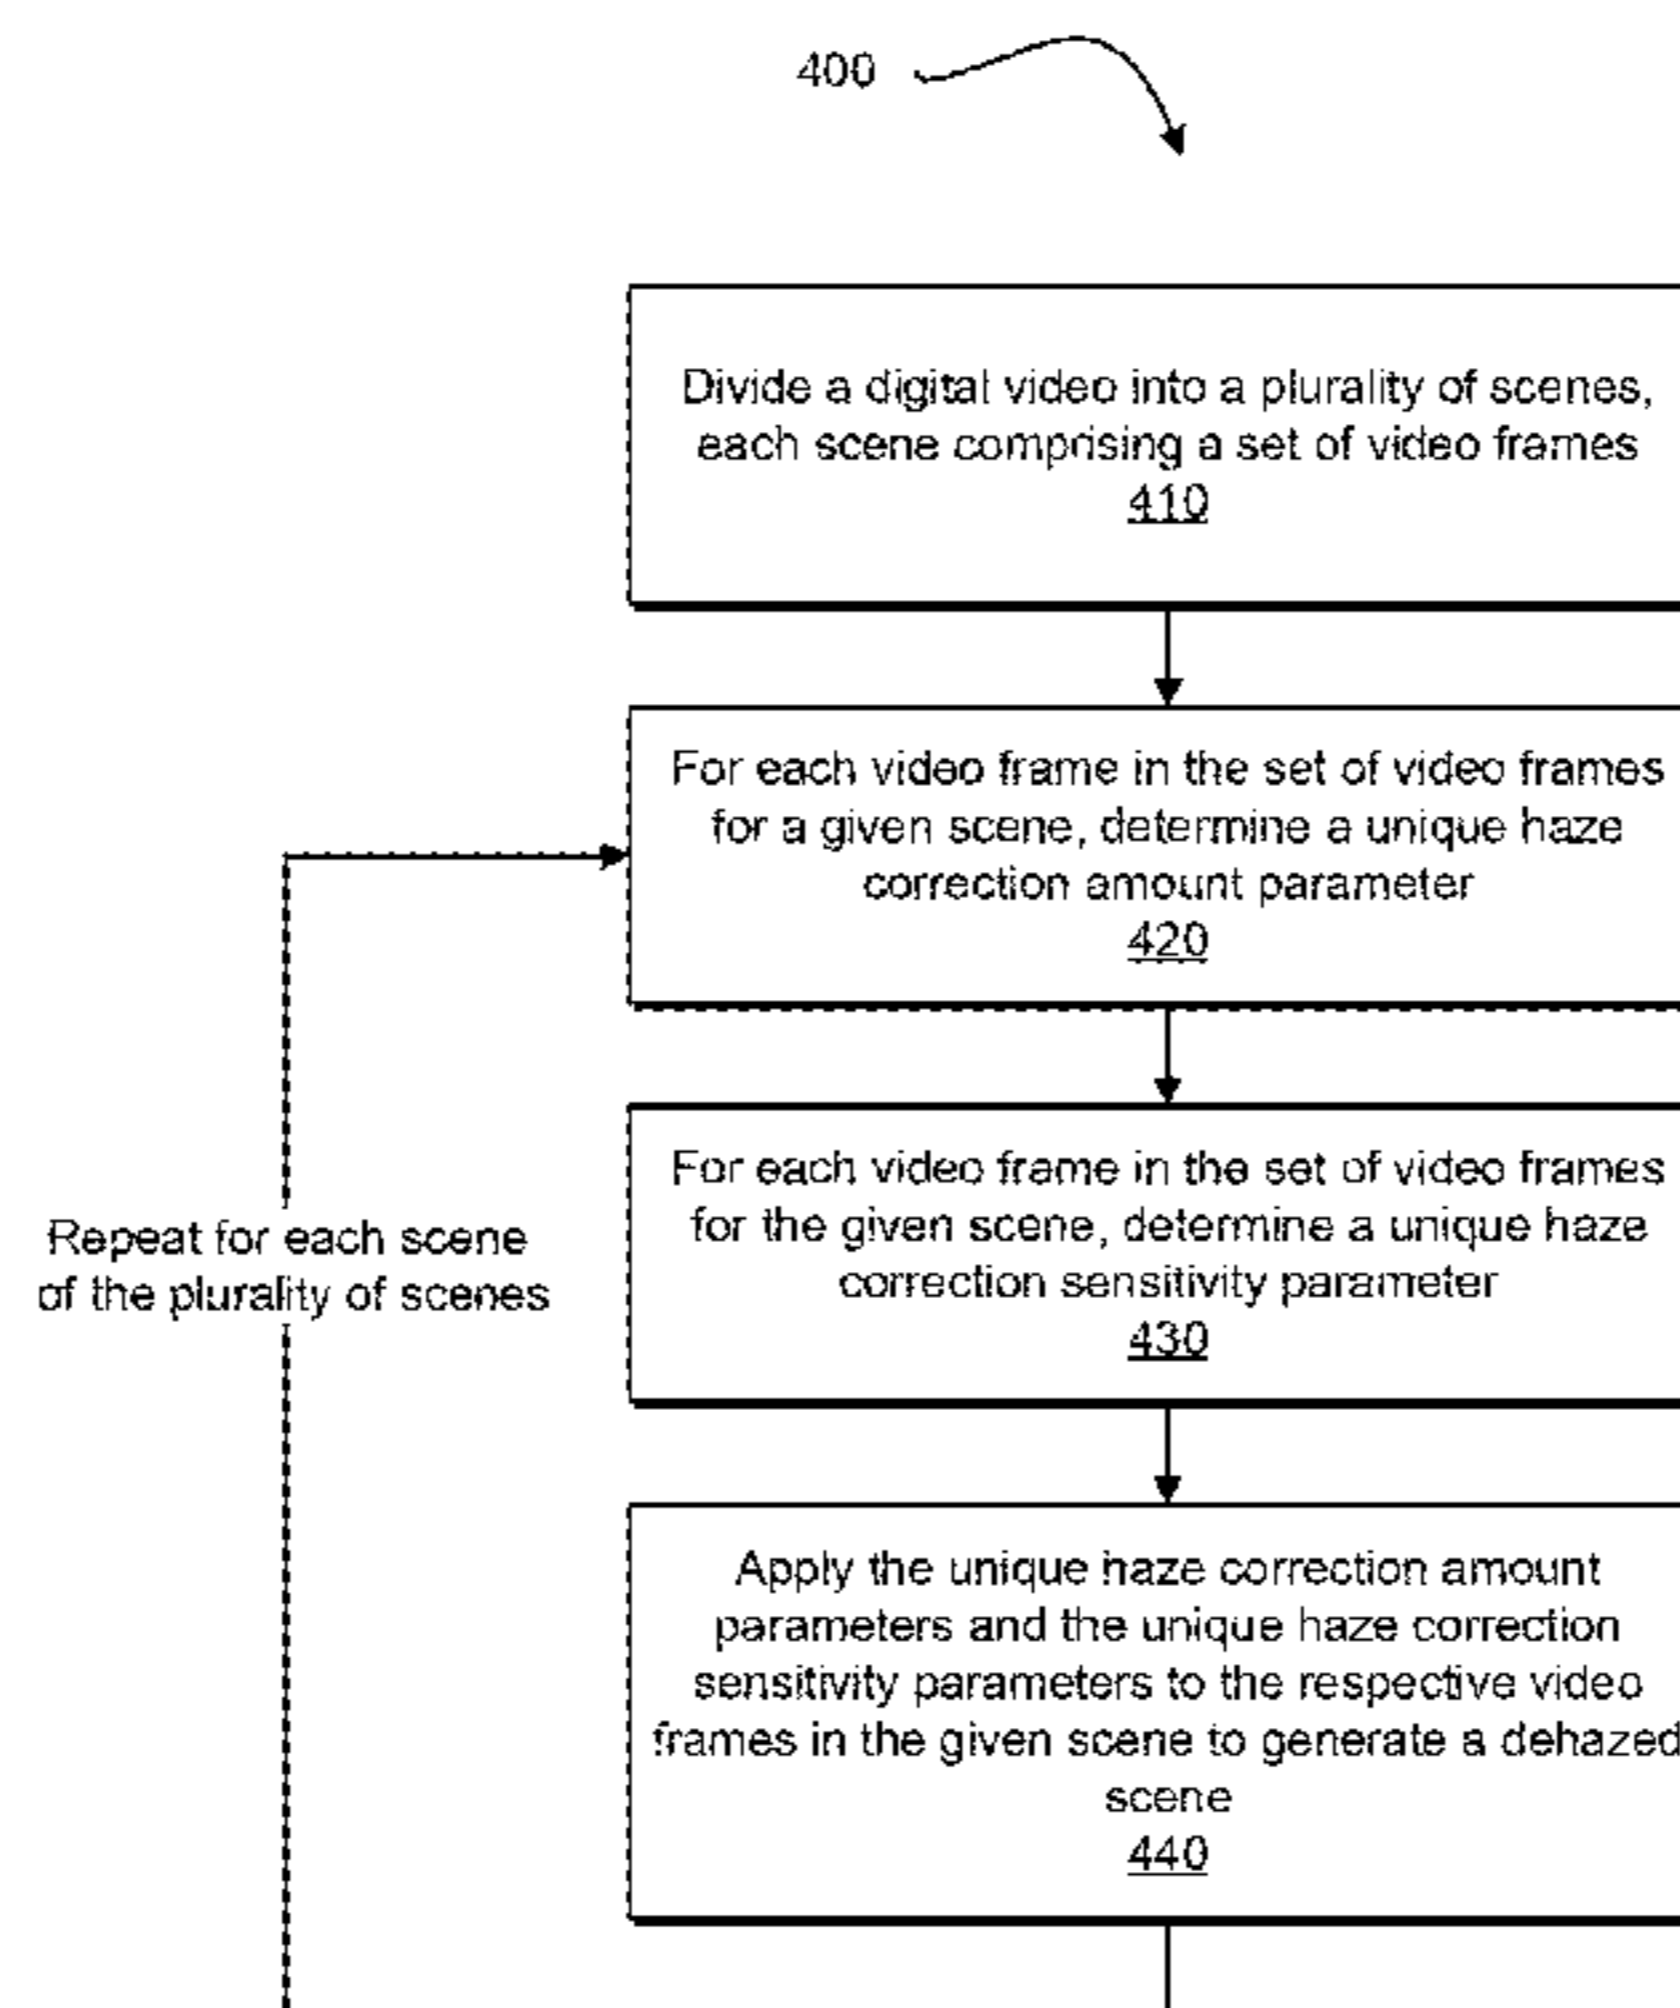 400
Divide a digital video into a plurality of scenes,
each scene comprising a set of video frames
410
For each video frame in the set of video frames
for a given scene, determine a unique haze
correction amount parameter
420
For each video frame in the set of video frames
for the given scene, determine a unique haze
correction sensitivity parameter
430
Repeat for each scene
of the plurality of scenes
Apply the unique haze correction amount
parameters and the unique haze correction
sensitivity parameters to the respective video
frames in the given scene to generate a dehazed
scene
440